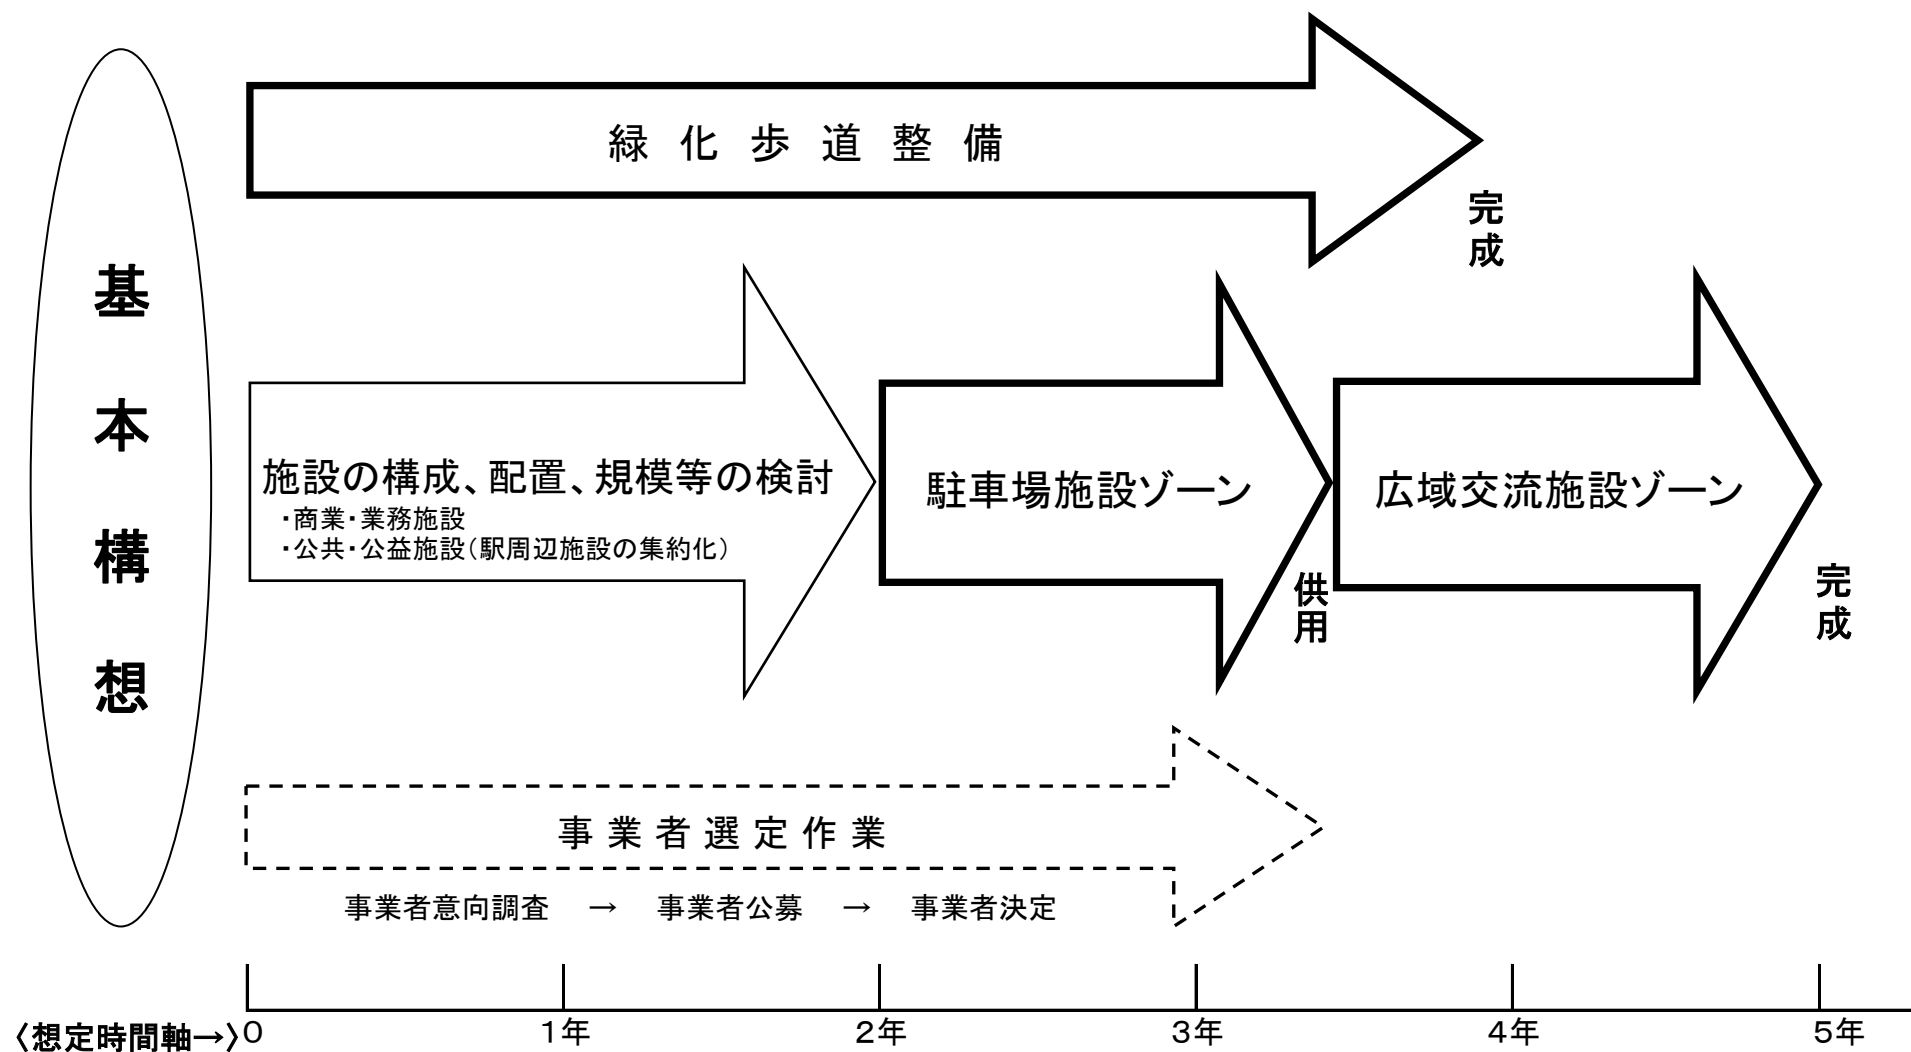 基本構想
緑化歩道整備
完成
施設の構成、配置、規模等の検討
・商業・業務施設
・公共・公益施設（駅周辺施設の集約化）
駐車場施設ゾーン
供用
広域交流施設ゾーン
完成
事業者選定作業
事業者意向調査　→　事業者公募　→　事業者決定
〈想定時間軸→〉０　１年　２年　３年　４年　５年